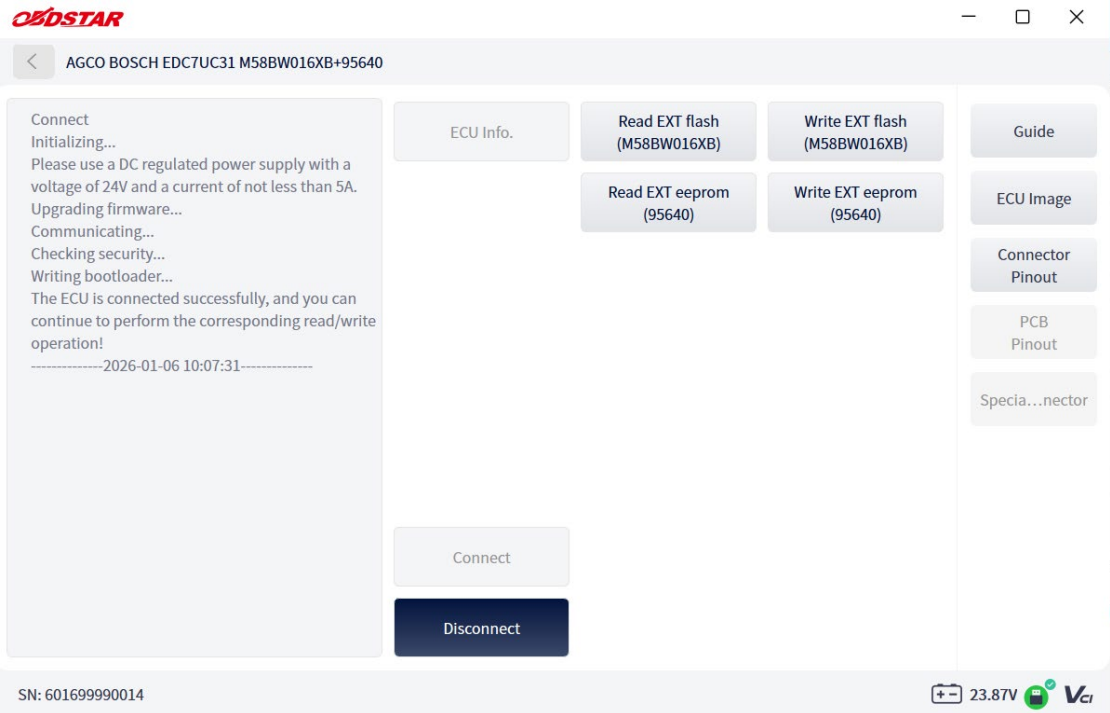 OBDSTAR
AGCO BOSCH EDC7UC31 M58BW016XB+95640
Connect
Initializing...
Please use a DC regulated power supply with a
voltage of 24V and a current of not less than 5A.
Upgrading firmware...
Communicating...
Checking security...
Writing bootloader...
The ECU is connected successfully, and you can
continue to perform the corresponding read/write
operation!
--------------2026-01-06 10:07:31--------------
ECU Info.
Read EXT flash
(M58BW016XB)
Write EXT flash
(M58BW016XB)
Read EXT eeprom
(95640)
Write EXT eeprom
(95640)
Connect
Disconnect
Guide
ECU Image
Connector
Pinout
PCB
Pinout
Specia...nector
SN: 601699990014
23.87V
VCI